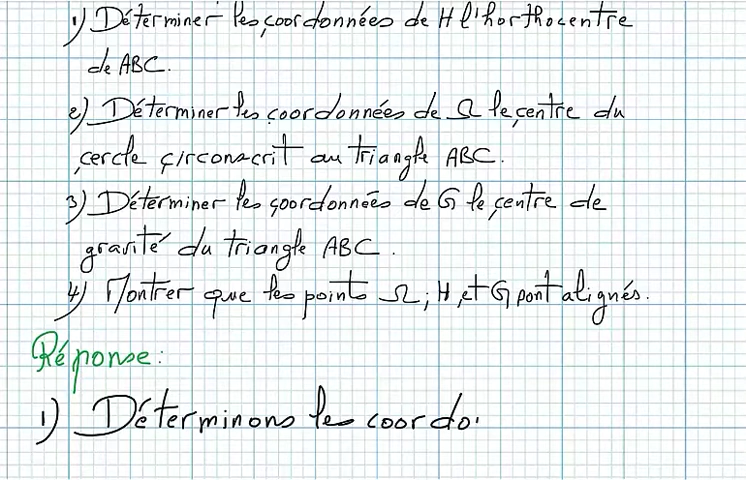 1) Déterminer les coordonnées de H l'horthocentre
de ABC.
2) Déterminer les coordonnées de Ω le centre du
cercle circonscrit au triangle ABC.
3) Déterminer les coordonnées de G le centre de
gravité du triangle ABC.
4) Montrer que les points Ω; H, et G sont alignés.
Réponse:
1) Déterminons les coordo